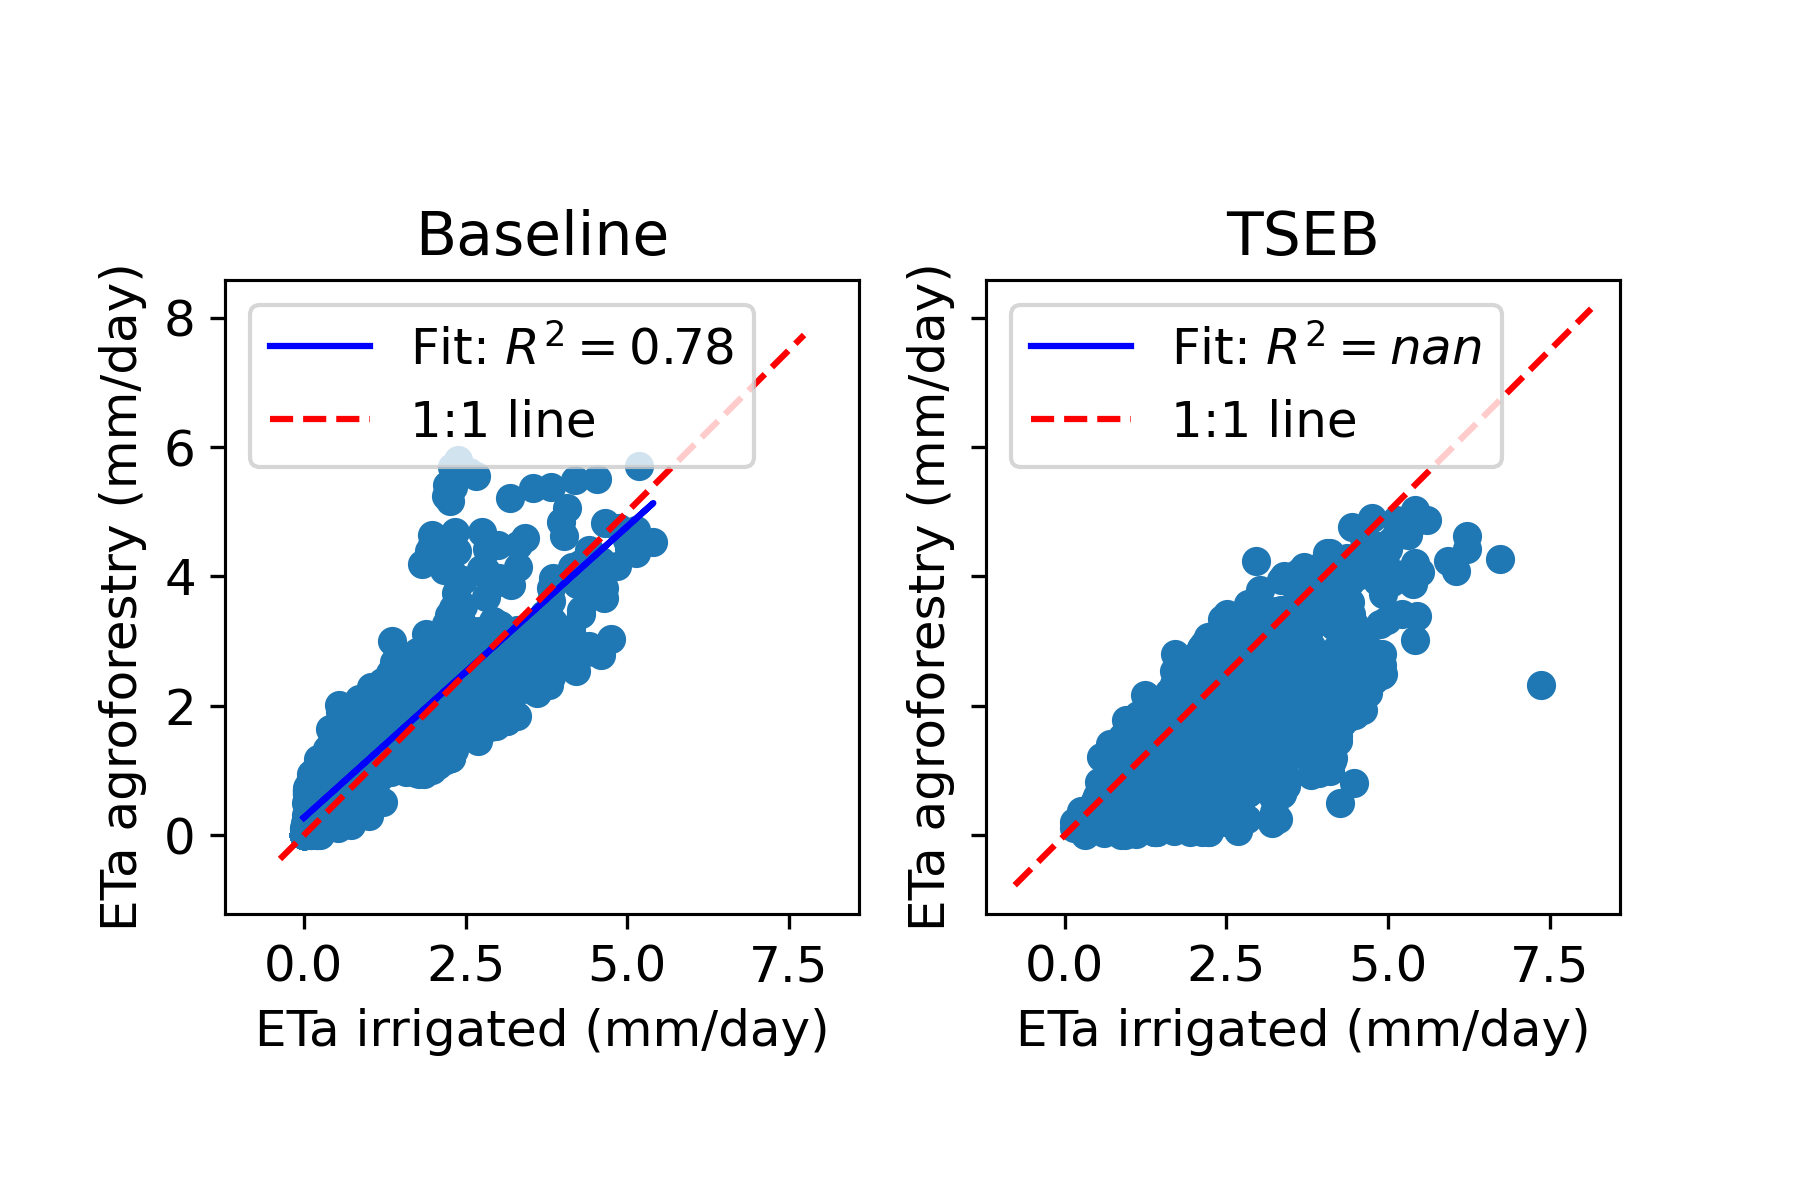 Baseline
TSEB
ETa agroforestry (mm/day)
8
6
4
2
0
Fit: R² = 0.78
1:1 line
0.0 2.5 5.0 7.5
ETa irrigated (mm/day)
ETa agroforestry (mm/day)
Fit: R² = nan
1:1 line
0.0 2.5 5.0 7.5
ETa irrigated (mm/day)